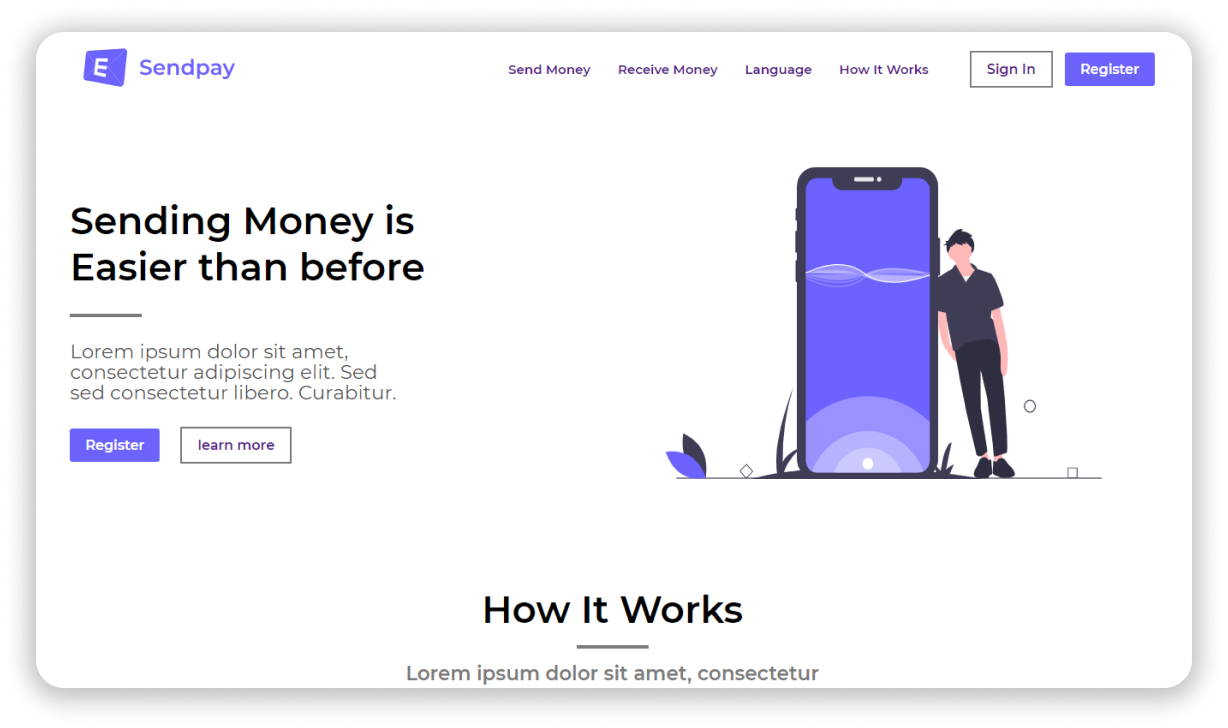 E
Sendpay
Send Money
Receive Money
Language
How It Works
Sign In
Register
Sending Money is
Easier than before
Lorem ipsum dolor sit amet,
consectetur adipiscing elit. Sed
sed consectetur libero. Curabitur.
Register
learn more
How It Works
Lorem ipsum dolor sit amet, consectetur